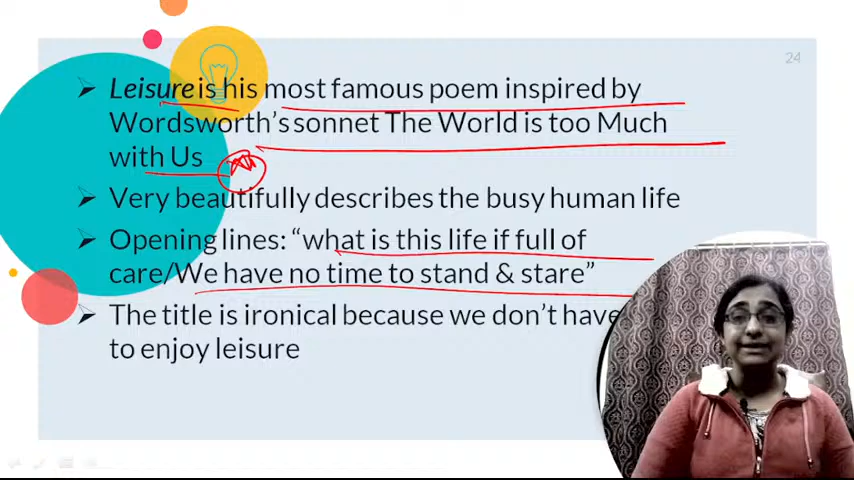 24
➢ Leisure is his most famous poem inspired by
Wordsworth's sonnet The World is too Much
with Us
➢ Very beautifully describes the busy human life
➢ Opening lines: “what is this life if full of
care/We have no time to stand & stare”
➢ The title is ironical because we don't have
to enjoy leisure